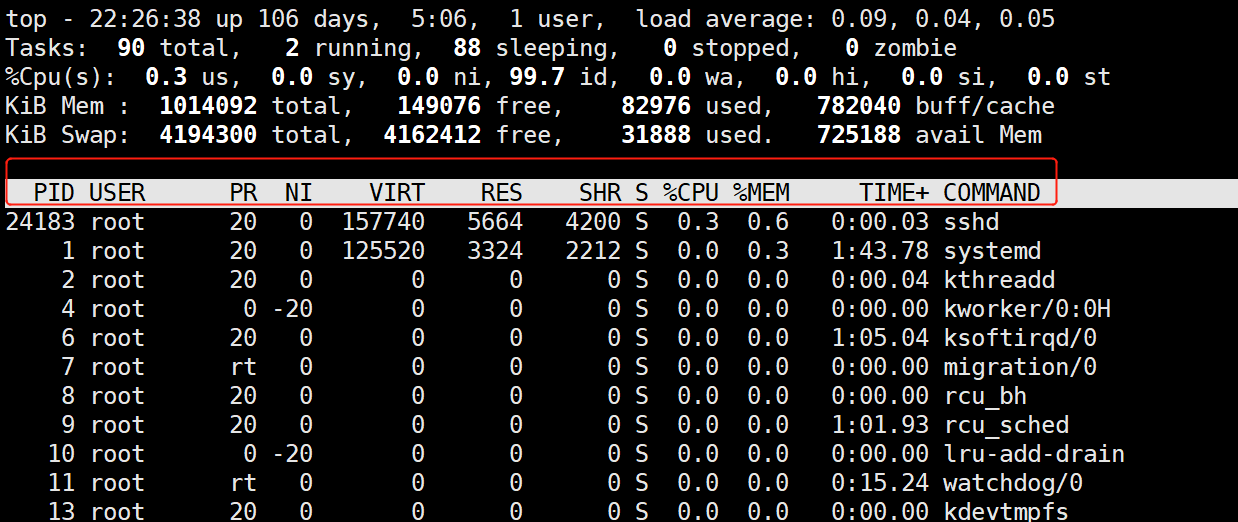 top - 22:26:38 up 106 days,  5:06,  1 user,  load average: 0.09, 0.04, 0.05
Tasks:  90 total,   2 running,  88 sleeping,   0 stopped,   0 zombie
%Cpu(s):  0.3 us,  0.0 sy,  0.0 ni, 99.7 id,  0.0 wa,  0.0 hi,  0.0 si,  0.0 st
KiB Mem :  1014092 total,   149076 free,    82976 used,   782040 buff/cache
KiB Swap:  4194300 total,  4162412 free,    31888 used.   725188 avail Mem
  PID USER      PR  NI    VIRT    RES    SHR S %CPU %MEM     TIME+ COMMAND
24183 root      20   0  157740   5664   4200 S  0.3  0.6   0:00.03 sshd
    1 root      20   0  125520   3324   2212 S  0.0  0.3   1:43.78 systemd
    2 root      20   0       0      0      0 S  0.0  0.0   0:00.04 kthreadd
    4 root       0 -20       0      0      0 S  0.0  0.0   0:00.00 kworker/0:0H
    6 root      20   0       0      0      0 S  0.0  0.0   1:05.04 ksoftirqd/0
    7 root      rt   0       0      0      0 S  0.0  0.0   0:00.00 migration/0
    8 root      20   0       0      0      0 S  0.0  0.0   0:00.00 rcu_bh
    9 root      20   0       0      0      0 S  0.0  0.0   1:01.93 rcu_sched
   10 root       0 -20       0      0      0 S  0.0  0.0   0:00.00 lru-add-drain
   11 root      rt   0       0      0      0 S  0.0  0.0   0:15.24 watchdog/0
   13 root      20   0       0      0      0 S  0.0  0.0   0:00.00 kdevtmpfs